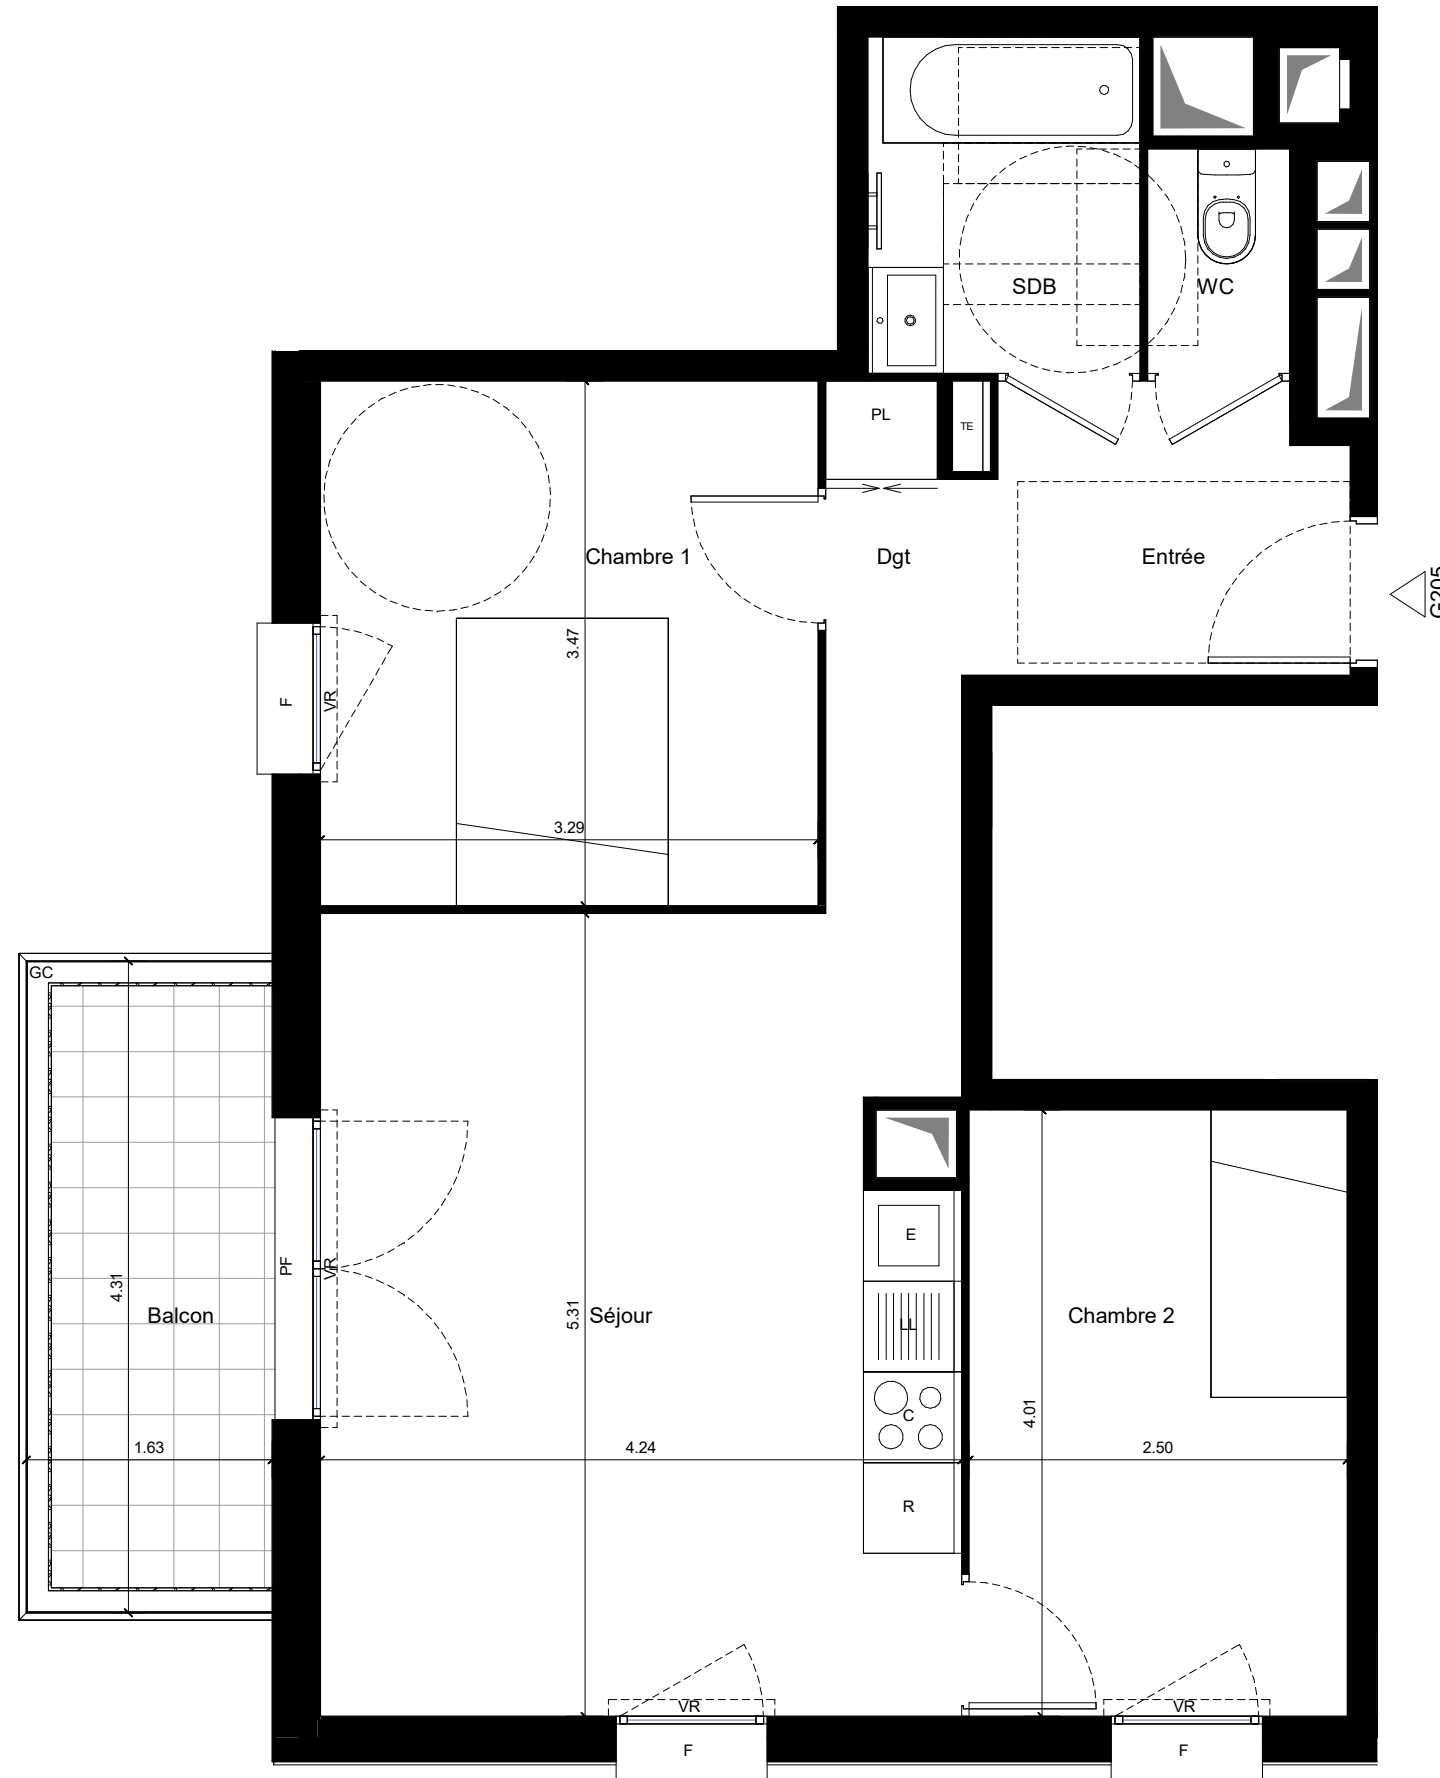 SDB
WC
PL
TE
Chambre 1
Dgt
Entrée
G205
3.47
F
VR
3.29
GC
E
PF
VR
4.31
Balcon
5.31
Séjour
LL
Chambre 2
C
4.01
1.63
4.24
2.50
R
VR
VR
F
F